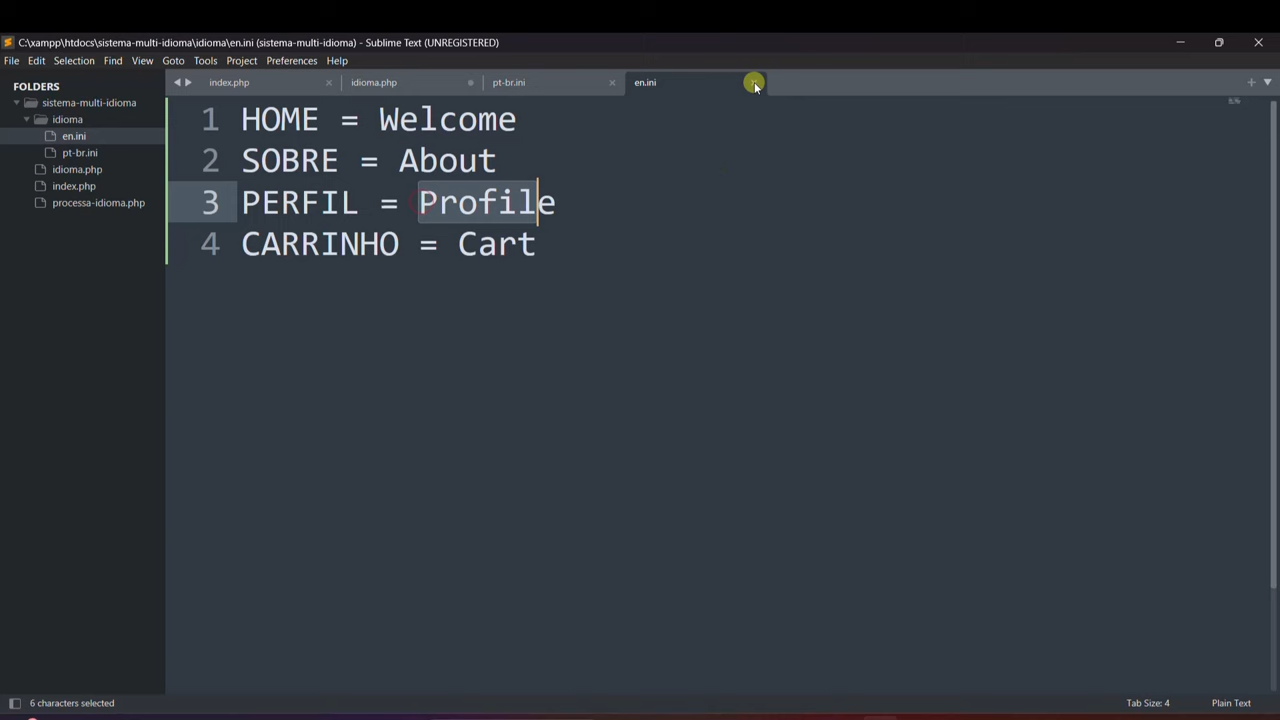 C:\xampp\htdocs\sistema-multi-idioma\idioma\en.ini (sistema-multi-idioma) - Sublime Text (UNREGISTERED)
File Edit Selection Find View Goto Tools Project Preferences Help
FOLDERS
sistema-multi-idioma
idioma
en.ini
pt-br.ini
idioma.php
index.php
processa-idioma.php
index.php idioma.php pt-br.ini en.ini
1 HOME = Welcome
2 SOBRE = About
3 PERFIL = Profile
4 CARRINHO = Cart
6 characters selected Tab Size: 4 Plain Text